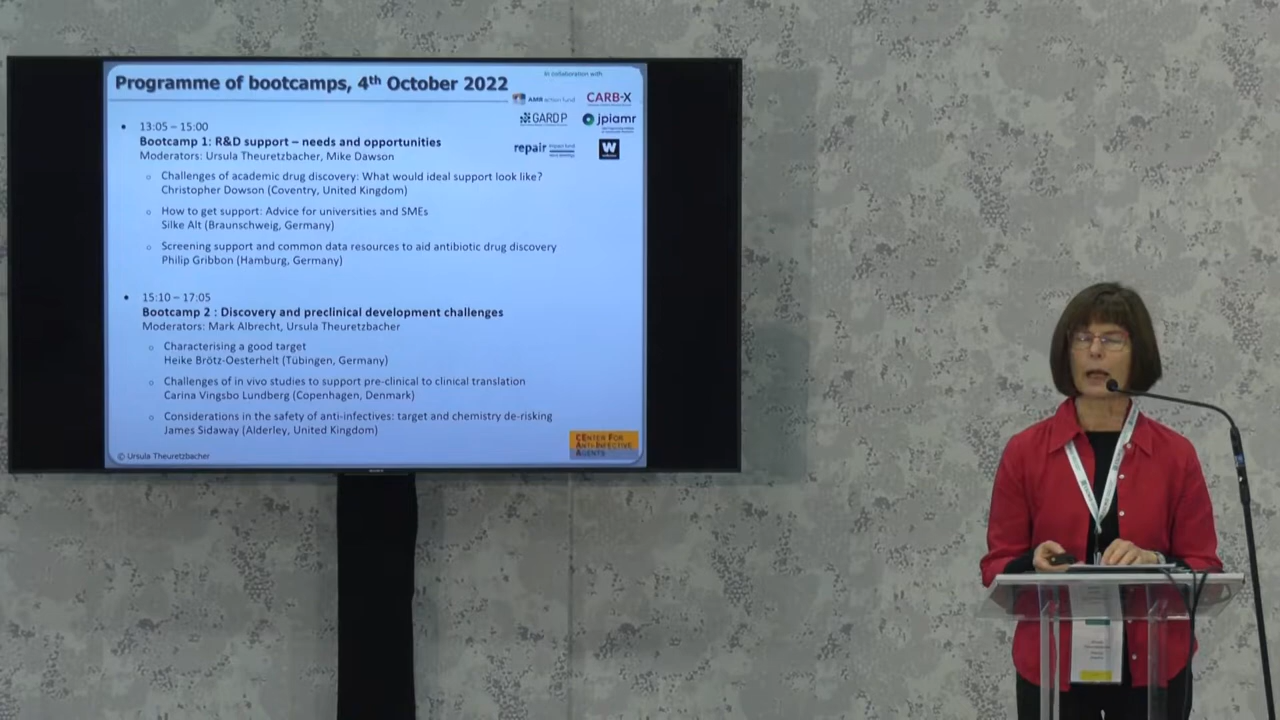 Programme of bootcamps, 4th October 2022
In collaboration with
AMR action fund
CARB-X
GARDP
jpiamr
repair impact fund
W
• 13:05 – 15:00
Bootcamp 1: R&D support – needs and opportunities
Moderators: Ursula Theuretzbacher, Mike Dawson
○ Challenges of academic drug discovery: What would ideal support look like?
Christopher Dowson (Coventry, United Kingdom)
○ How to get support: Advice for universities and SMEs
Silke Alt (Braunschweig, Germany)
○ Screening support and common data resources to aid antibiotic drug discovery
Philip Gribbon (Hamburg, Germany)
• 15:10 – 17:05
Bootcamp 2 : Discovery and preclinical development challenges
Moderators: Mark Albrecht, Ursula Theuretzbacher
○ Characterising a good target
Heike Brötz-Oesterhelt (Tübingen, Germany)
○ Challenges of in vivo studies to support pre-clinical to clinical translation
Carina Vingsbo Lundberg (Copenhagen, Denmark)
○ Considerations in the safety of anti-infectives: target and chemistry de-risking
James Sidaway (Alderley, United Kingdom)
© Ursula Theuretzbacher
CENTER FOR
ANTI-INFECTIVE
AGENTS
SONY